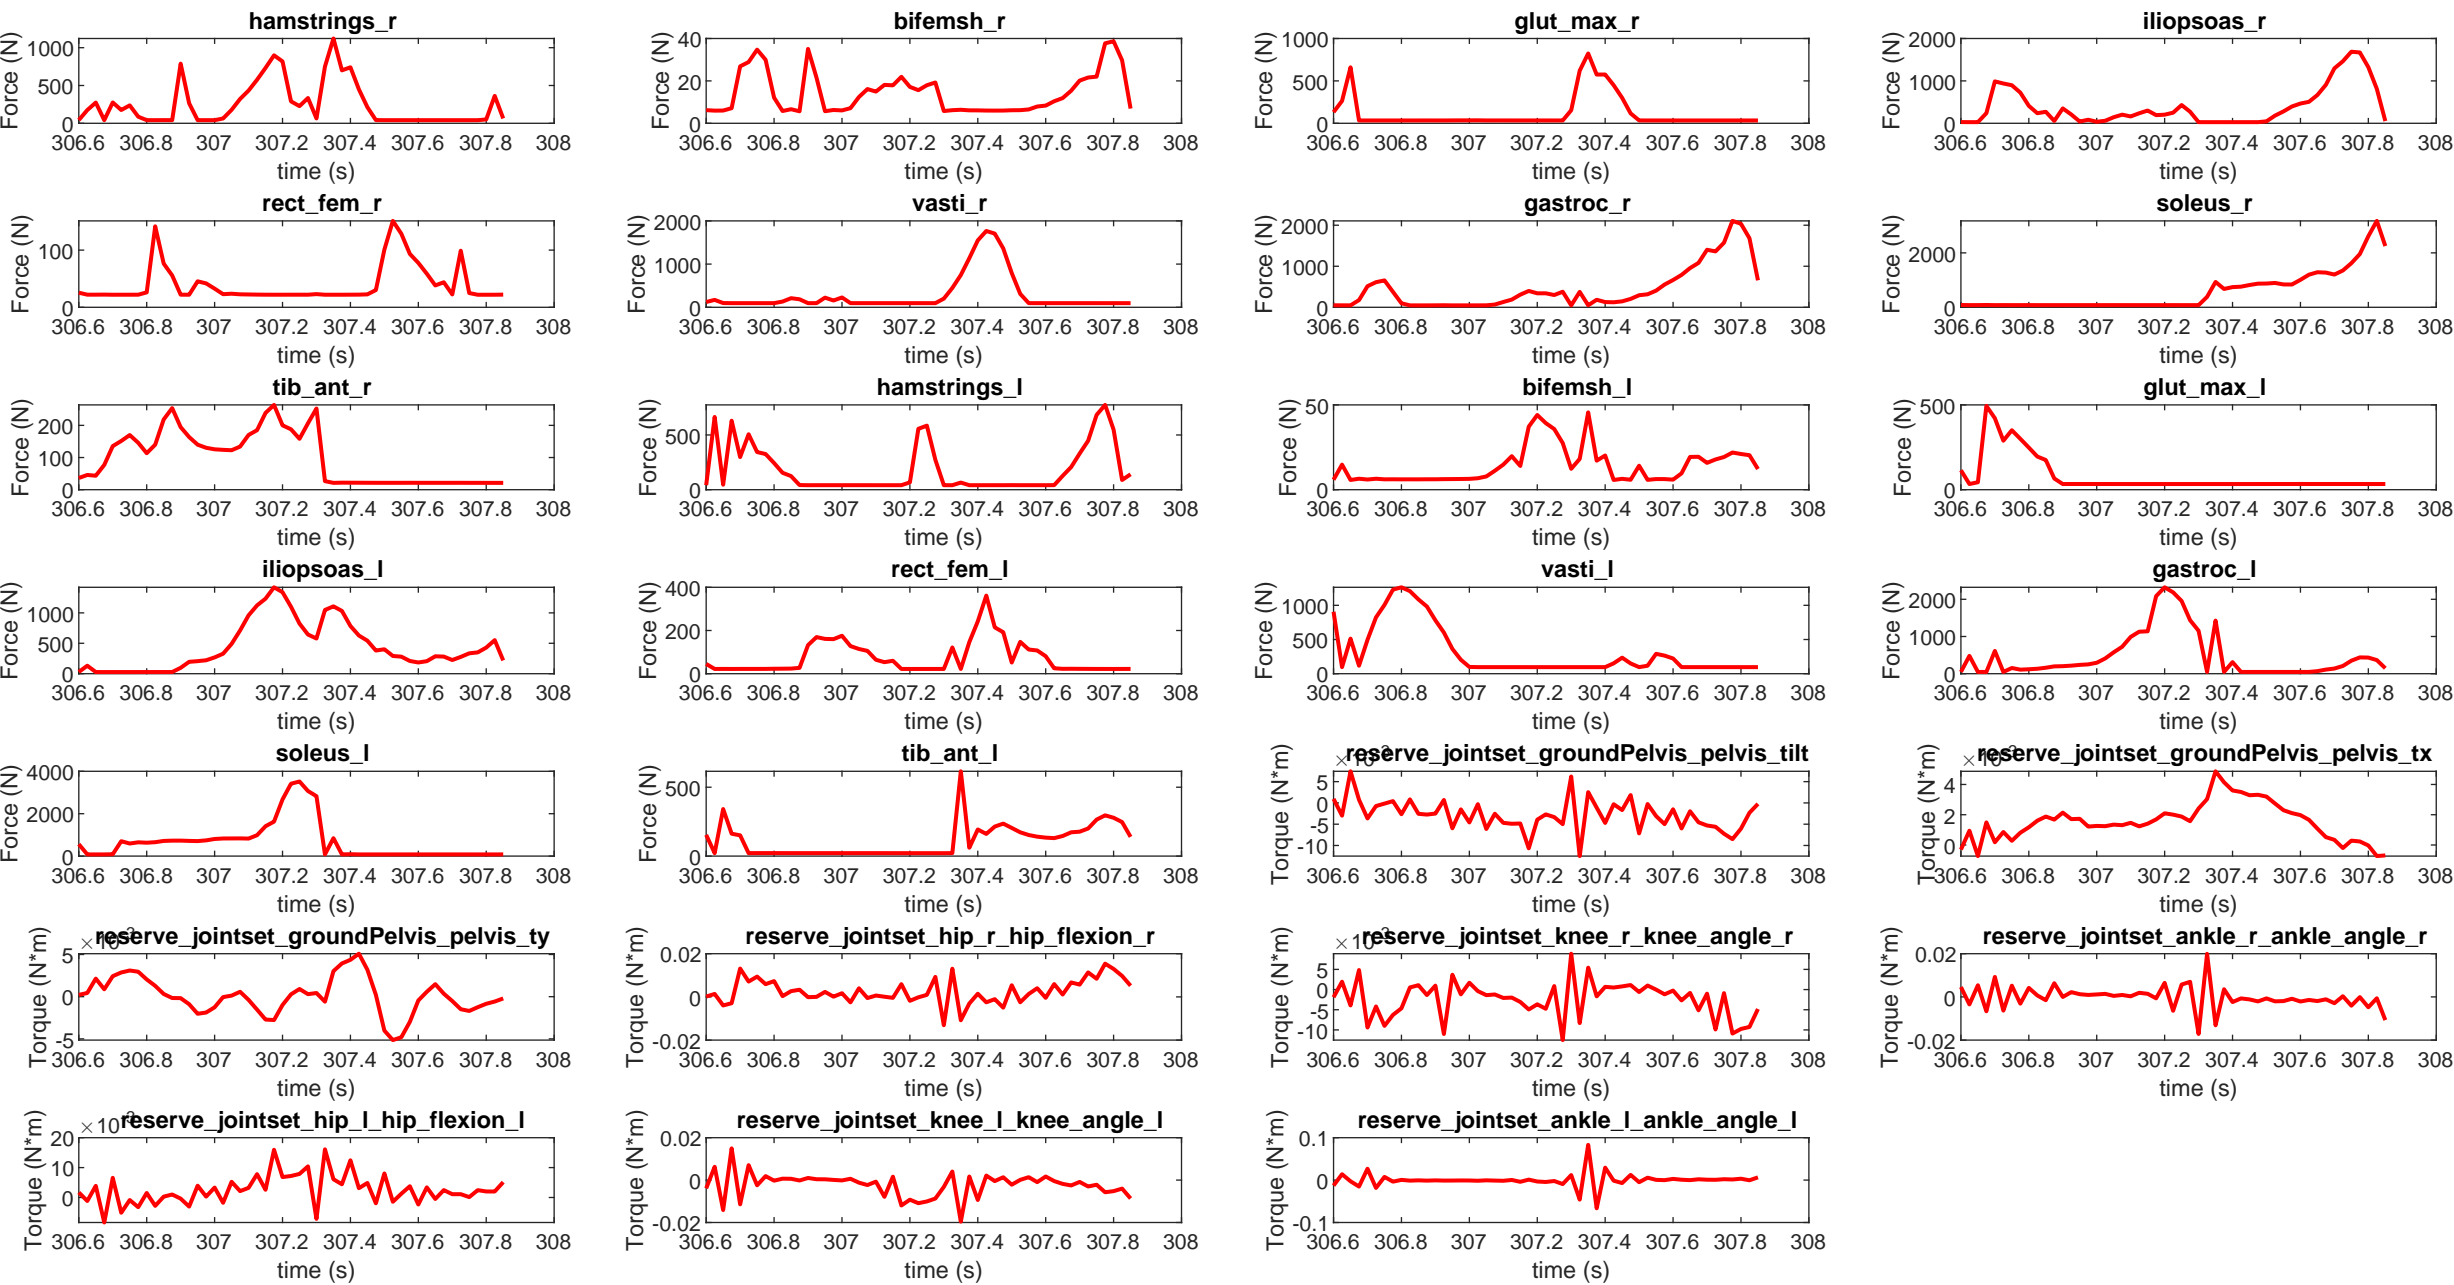 hamstrings_r bifemsh_r glut_max_r iliopsoas_r
Force (N) Force (N) Force (N) Force (N)
1000 40 1000 2000
500 20 500 1000
0 0 0 0
306.6 306.8 307 307.2 307.4 307.6 307.8 308 306.6 306.8 307 307.2 307.4 307.6 307.8 308 306.6 306.8 307 307.2 307.4 307.6 307.8 308 306.6 306.8 307 307.2 307.4 307.6 307.8 308
time (s) time (s) time (s) time (s)
rect_fem_r vasti_r gastroc_r soleus_r
Force (N) Force (N) Force (N) Force (N)
100 2000 2000 2000
1000 1000
0 0 0 0
306.6 306.8 307 307.2 307.4 307.6 307.8 308 306.6 306.8 307 307.2 307.4 307.6 307.8 308 306.6 306.8 307 307.2 307.4 307.6 307.8 308 306.6 306.8 307 307.2 307.4 307.6 307.8 308
time (s) time (s) time (s) time (s)
tib_ant_r hamstrings_l bifemsh_l glut_max_l
Force (N) Force (N) Force (N) Force (N)
200 500 50 500
100
0 0 0 0
306.6 306.8 307 307.2 307.4 307.6 307.8 308 306.6 306.8 307 307.2 307.4 307.6 307.8 308 306.6 306.8 307 307.2 307.4 307.6 307.8 308 306.6 306.8 307 307.2 307.4 307.6 307.8 308
time (s) time (s) time (s) time (s)
iliopsoas_l rect_fem_l vasti_l gastroc_l
Force (N) Force (N) Force (N) Force (N)
1000 400 1000 2000
500 200 500 1000
0 0 0 0
306.6 306.8 307 307.2 307.4 307.6 307.8 308 306.6 306.8 307 307.2 307.4 307.6 307.8 308 306.6 306.8 307 307.2 307.4 307.6 307.8 308 306.6 306.8 307 307.2 307.4 307.6 307.8 308
time (s) time (s) time (s) time (s)
soleus_l tib_ant_l reserve_jointset_groundPelvis_pelvis_tilt reserve_jointset_groundPelvis_pelvis_tx
Force (N) Force (N) Torque (N*m) Torque (N*m)
4000 500 5 4
2000 0 2
0 0 -5 0
-10
306.6 306.8 307 307.2 307.4 307.6 307.8 308 306.6 306.8 307 307.2 307.4 307.6 307.8 308 306.6 306.8 307 307.2 307.4 307.6 307.8 308 306.6 306.8 307 307.2 307.4 307.6 307.8 308
time (s) time (s) time (s) time (s)
reserve_jointset_groundPelvis_pelvis_ty reserve_jointset_hip_r_hip_flexion_r reserve_jointset_knee_r_knee_angle_r reserve_jointset_ankle_r_ankle_angle_r
Torque (N*m) Torque (N*m) Torque (N*m) Torque (N*m)
5 0.02 5 0.02
0 0 0 0
-5 -0.02 -5 -0.02
-10
306.6 306.8 307 307.2 307.4 307.6 307.8 308 306.6 306.8 307 307.2 307.4 307.6 307.8 308 306.6 306.8 307 307.2 307.4 307.6 307.8 308 306.6 306.8 307 307.2 307.4 307.6 307.8 308
time (s) time (s) time (s) time (s)
reserve_jointset_hip_l_hip_flexion_l reserve_jointset_knee_l_knee_angle_l reserve_jointset_ankle_l_ankle_angle_l
Torque (N*m) Torque (N*m) Torque (N*m)
20 0.02 0.1
10 0 0
0 -0.02 -0.1
306.6 306.8 307 307.2 307.4 307.6 307.8 308 306.6 306.8 307 307.2 307.4 307.6 307.8 308 306.6 306.8 307 307.2 307.4 307.6 307.8 308
time (s) time (s) time (s)